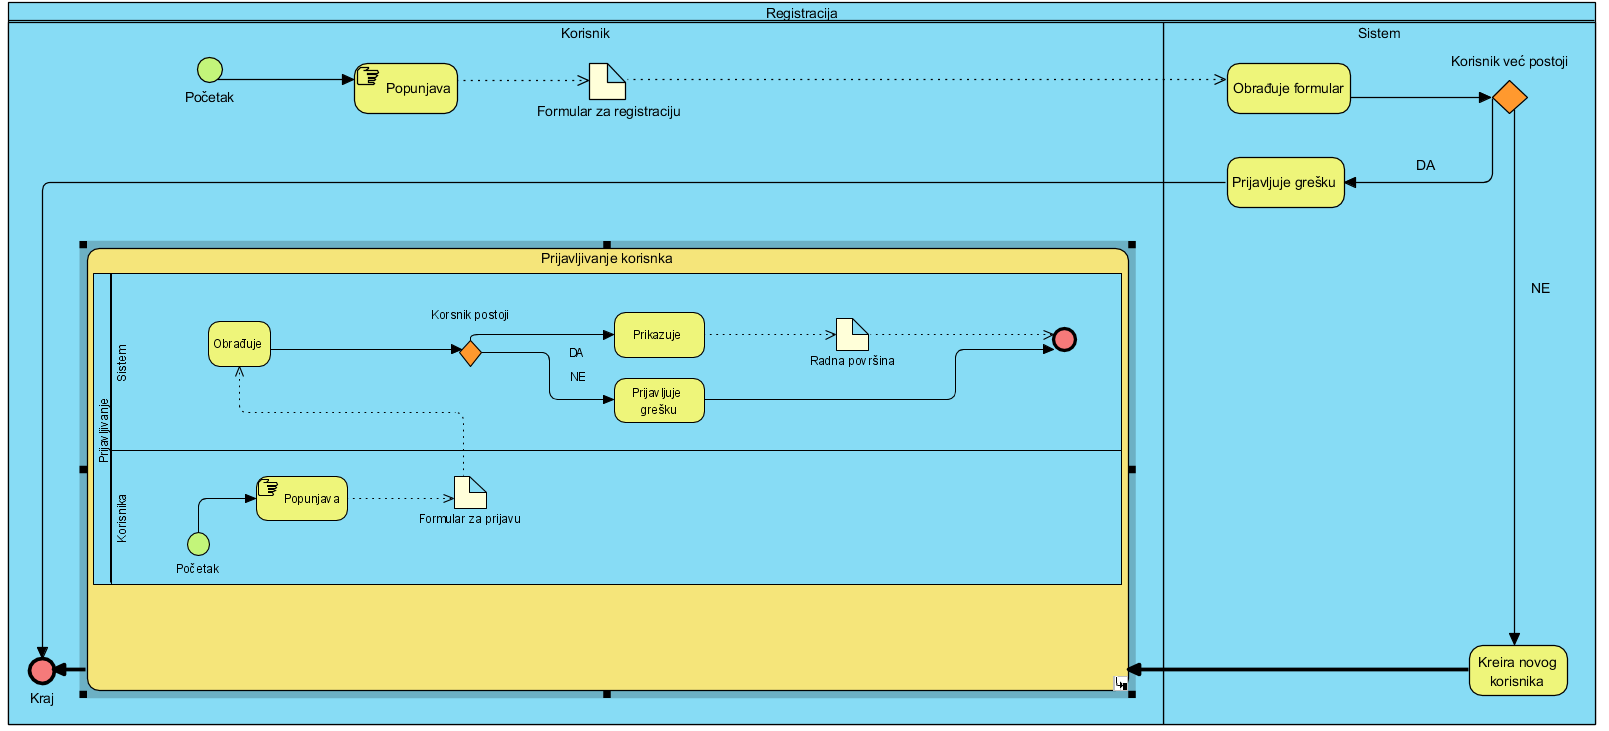 Registracija
Korisnik
Sistem
Početak
Popunjava
Formular za registraciju
Obrađuje formular
Korisnik već postoji
DA
Prijavljuje grešku
NE
Prijavljivanje korisnka
Prijavljivanje
Sistem
Obrađuje
Korsnik postoji
DA
NE
Prikazuje
Radna površina
Prijavljuje
grešku
Korisnika
Početak
Popunjava
Formular za prijavu
Kreira novog
korisnika
Kraj